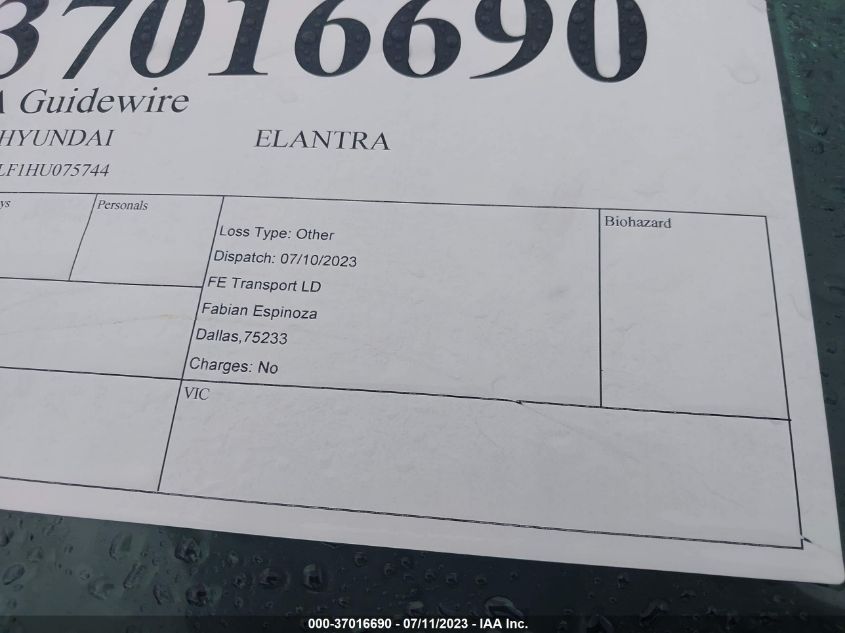 37016690
A Guidewire
HYUNDAI ELANTRA
LF1HU075744
ys Personals
Loss Type: Other
Biohazard
Dispatch: 07/10/2023
FE Transport LD
Fabian Espinoza
Dallas,75233
Charges: No
VIC
000-37016690 - 07/11/2023 - IAA Inc.